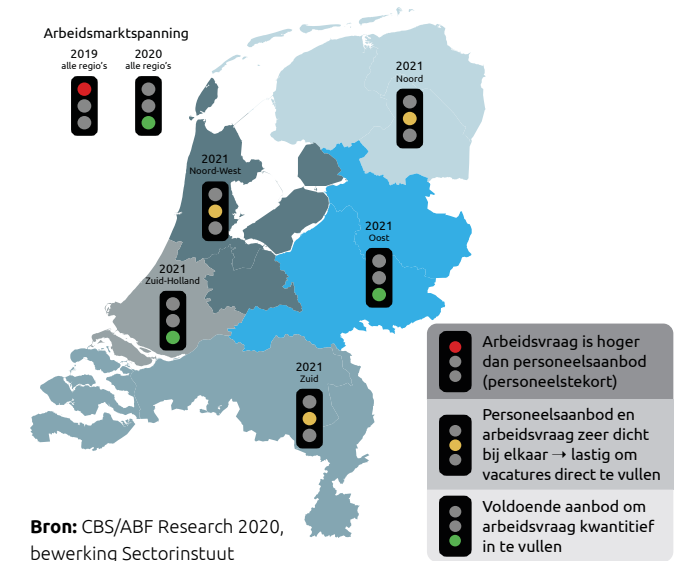 Arbeidsmarktspanning
2019
alle regio's
2020
alle regio's
2021
Noord
2021
Noord-West
2021
Oost
2021
Zuid-Holland
2021
Zuid
Arbeidsvraag is hoger
dan personeelsaanbod
(personeelstekort)
Personeelsaanbod en
arbeidsvraag zeer dicht
bij elkaar → lastig om
vacatures direct te vullen
Voldoende aanbod om
arbeidsvraag kwantitief
in te vullen
Bron: CBS/ABF Research 2020,
bewerking Sectorinstuut